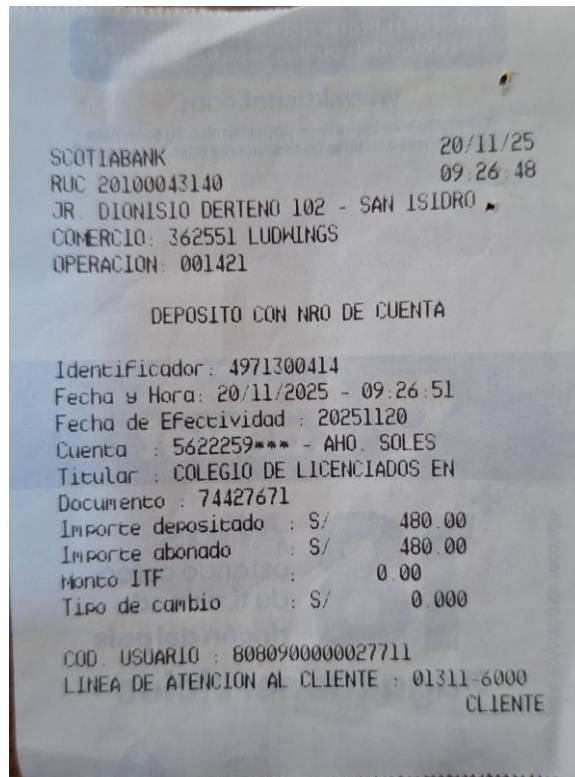 SCOTIABANK 20/11/25
RUC 20100043140 09:26:48
JR. DIONISIO DERTENO 102 - SAN ISIDRO
COMERCIO: 362551 LUDWINGS
OPERACION: 001421
DEPOSITO CON NRO DE CUENTA
Identificador: 4971300414
Fecha y Hora: 20/11/2025 - 09:26:51
Fecha de Efectividad : 20251120
Cuenta : 5622259*** - AHO. SOLES
Titular : COLEGIO DE LICENCIADOS EN
Documento : 74427671
Importe depositado : S/ 480.00
Importe abonado : S/ 480.00
Monto ITF : 0.00
Tipo de cambio : S/ 0.000
COD. USUARIO : 8080900000027711
LINEA DE ATENCION AL CLIENTE : 01311-6000
CLIENTE